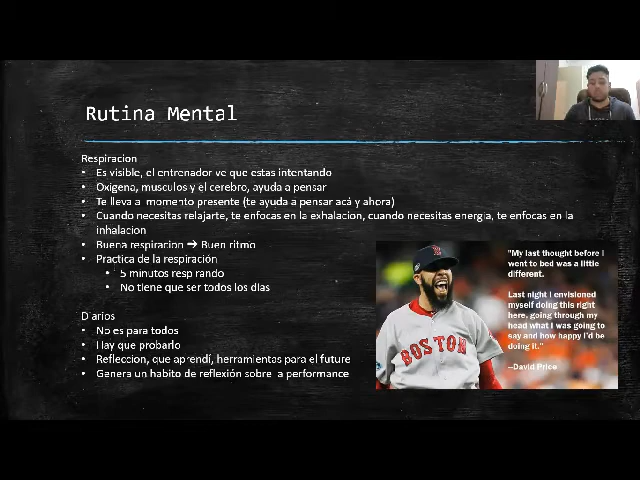 Rutina Mental
Respiracion
• Es visible, el entrenador ve que estas intentando
• Oxigena, musculos y el cerebro, ayuda a pensar
• Te lleva a momento presente (te ayuda a pensar acá y ahora)
• Cuando necesitas relajarte, te enfocas en la exhalacion, cuando necesitas energia, te enfocas en la
inhalacion
• Buena respiracion ➔ Buen ritmo
• Practica de la respiración
• 5 minutos respirando
• No tiene que ser todos los dias
Diarios
• No es para todos
• Hay que probarlo
• Refleccion, que aprendí, herramientas para el future
• Genera un habito de reflexión sobre la performance
"My last thought before I
went to bed was a little
different.
Last night I envisioned
myself doing this right
here, going through my
head what I was going to
say and how happy I'd be
doing it."
--David Price
BOSTON